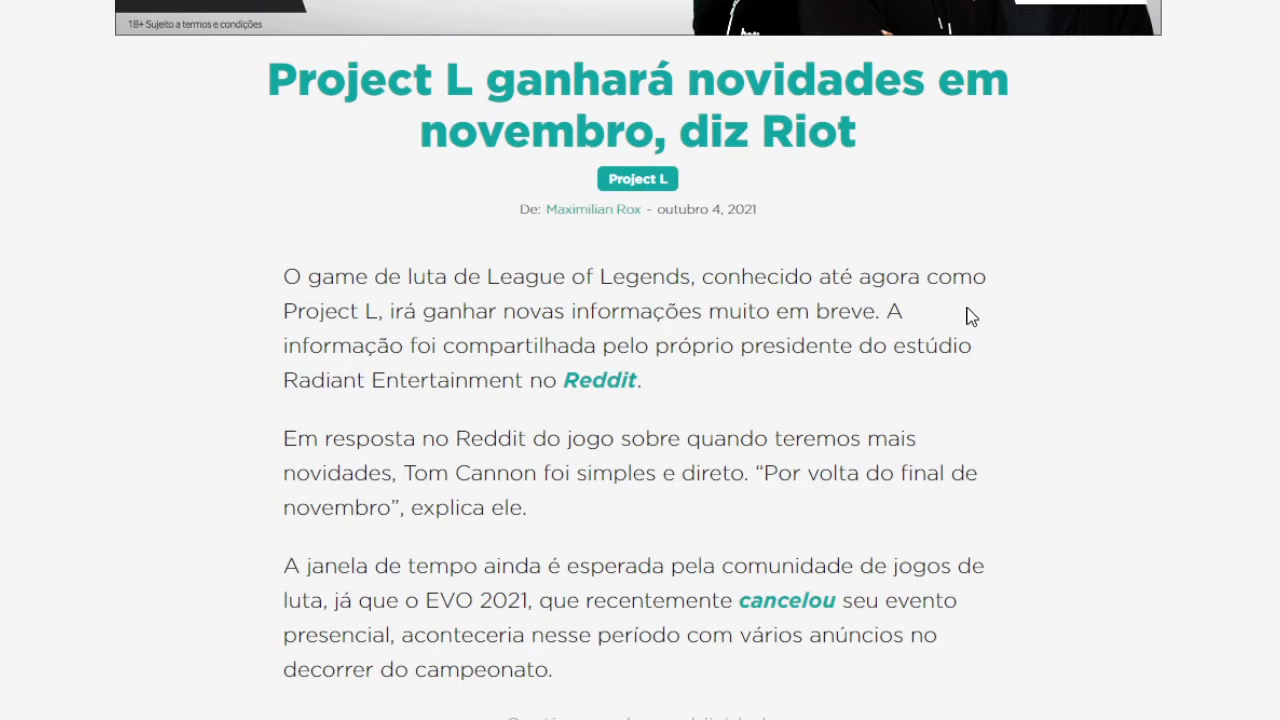 18+ Sujeito a termos e condições
Project L ganhará novidades em
novembro, diz Riot
Project L
De: Maximilian Rox - outubro 4, 2021
O game de luta de League of Legends, conhecido até agora como
Project L, irá ganhar novas informações muito em breve. A
informação foi compartilhada pelo próprio presidente do estúdio
Radiant Entertainment no Reddit.
Em resposta no Reddit do jogo sobre quando teremos mais
novidades, Tom Cannon foi simples e direto. “Por volta do final de
novembro”, explica ele.
A janela de tempo ainda é esperada pela comunidade de jogos de
luta, já que o EVO 2021, que recentemente cancelou seu evento
presencial, aconteceria nesse período com vários anúncios no
decorrer do campeonato.